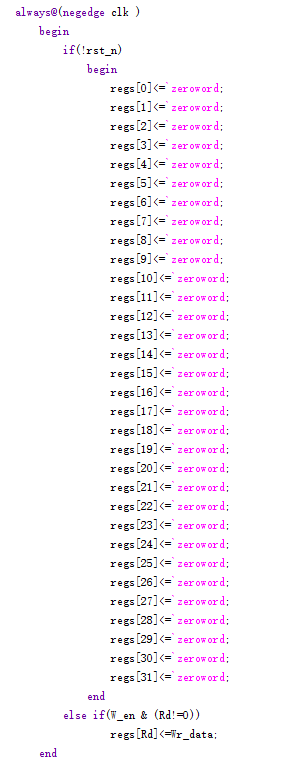 always@(negedge clk )
begin
if(!rst_n)
begin
regs[0]<=`zeroword;
regs[1]<=`zeroword;
regs[2]<=`zeroword;
regs[3]<=`zeroword;
regs[4]<=`zeroword;
regs[5]<=`zeroword;
regs[6]<=`zeroword;
regs[7]<=`zeroword;
regs[8]<=`zeroword;
regs[9]<=`zeroword;
regs[10]<=`zeroword;
regs[11]<=`zeroword;
regs[12]<=`zeroword;
regs[13]<=`zeroword;
regs[14]<=`zeroword;
regs[15]<=`zeroword;
regs[16]<=`zeroword;
regs[17]<=`zeroword;
regs[18]<=`zeroword;
regs[19]<=`zeroword;
regs[20]<=`zeroword;
regs[21]<=`zeroword;
regs[22]<=`zeroword;
regs[23]<=`zeroword;
regs[24]<=`zeroword;
regs[25]<=`zeroword;
regs[26]<=`zeroword;
regs[27]<=`zeroword;
regs[28]<=`zeroword;
regs[29]<=`zeroword;
regs[30]<=`zeroword;
regs[31]<=`zeroword;
end
else if(W_en & (Rd!=0))
regs[Rd]<=Wr_data;
end